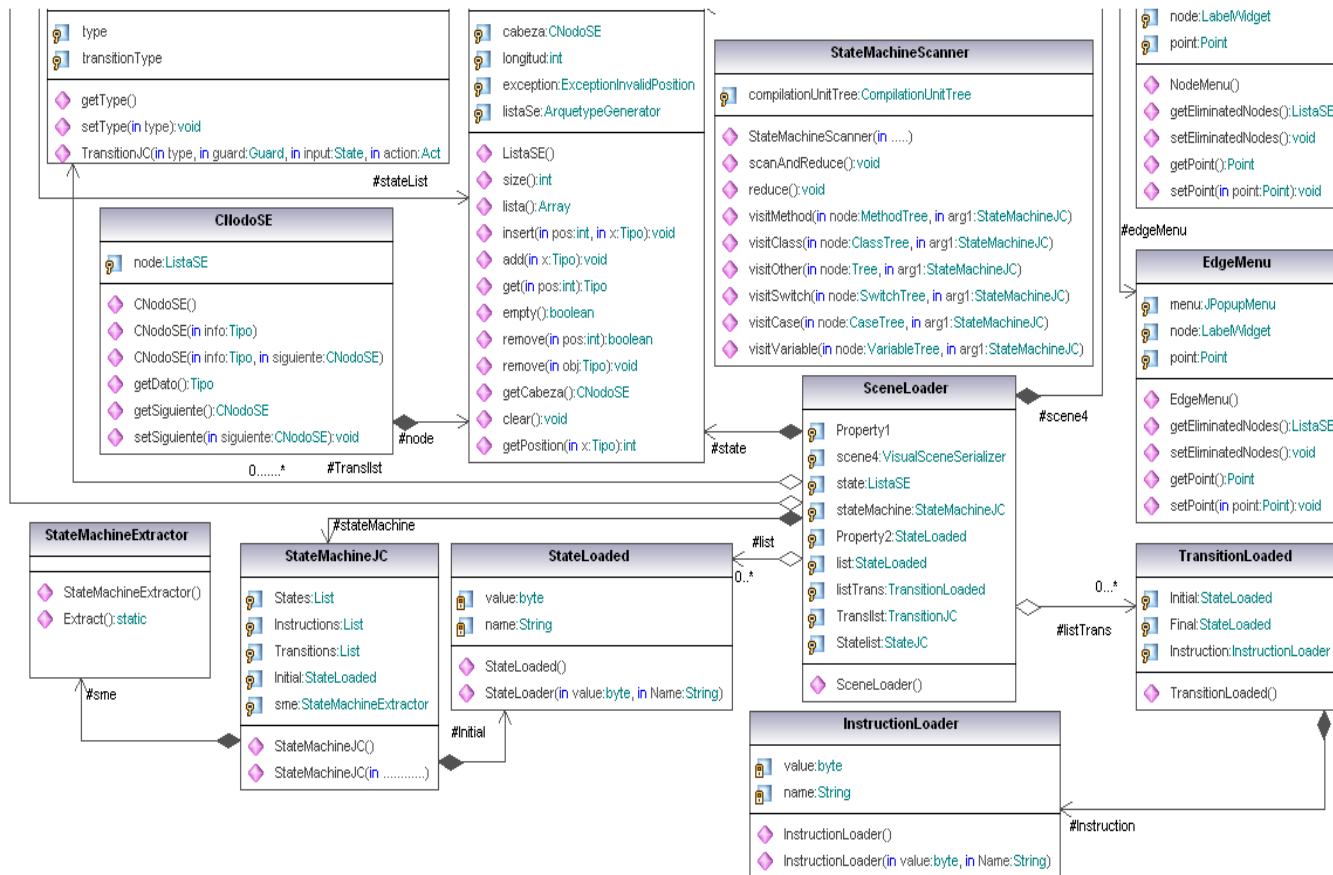 type
transitionType
getType()
setType(in type):void
TransitionJC(in type, in guard:Guard, in input:State, in action:Act
cabeza:CNodoSE
longitud:int
exception:ExceptionInvalidPosition
listaSe:ArquetypeGenerator
ListaSE()
size():int
lista():Array
insert(in pos:int, in x:Tipo):void
add(in x:Tipo):void
get(in pos:int):Tipo
empty():boolean
remove(in pos:int):boolean
remove(in obj:Tipo):void
getCabeza():CNodoSE
clear():void
getPosition(in x:Tipo):int
StateMachineScanner
compilationUnitTree:CompilationUnitTree
StateMachineScanner(in .....)
scanAndReduce():void
reduce():void
visitMethod(in node:MethodTree, in arg1:StateMachineJC)
visitClass(in node:ClassTree, in arg1:StateMachineJC)
visitOther(in node:Tree, in arg1:StateMachineJC)
visitSwitch(in node:SwitchTree, in arg1:StateMachineJC)
visitCase(in node:CaseTree, in arg1:StateMachineJC)
visitVariable(in node:VariableTree, in arg1:StateMachineJC)
node:LabelWidget
point:Point
NodeMenu()
getEliminatedNodes():ListaSE
setEliminatedNodes():void
getPoint():Point
setPoint(in point:Point):void
#stateList
#edgeMenu
CNodoSE
node:ListaSE
CNodoSE()
CNodoSE(in info:Tipo)
CNodoSE(in info:Tipo, in siguiente:CNodoSE)
getDato():Tipo
getSiguiente():CNodoSE
setSiguiente(in siguiente:CNodoSE):void
#node
EdgeMenu
menu:JPopupMenu
node:LabelWidget
point:Point
EdgeMenu()
getEliminatedNodes():ListaSE
setEliminatedNodes():void
getPoint():Point
setPoint(in point:Point):void
SceneLoader
Property1
scene4:VisualSceneSerializer
state:ListaSE
stateMachine:StateMachineJC
Property2:StateLoaded
list:StateLoaded
listTrans:TransitionLoaded
TranslIst:TransitionJC
Statelist:StateJC
SceneLoader()
#scene4
#state
0......*
#TranslIst
#stateMachine
#list
0..*
0...*
#listTrans
StateMachineExtractor
StateMachineExtractor()
Extract():static
#sme
StateMachineJC
States:List
Instructions:List
Transitions:List
Initial:StateLoaded
sme:StateMachineExtractor
StateMachineJC()
StateMachineJC(in ............)
#Initial
StateLoaded
value:byte
name:String
StateLoaded()
StateLoader(in value:byte, in Name:String)
TransitionLoaded
Initial:StateLoaded
Final:StateLoaded
Instruction:InstructionLoader
TransitionLoaded()
InstructionLoader
value:byte
name:String
InstructionLoader()
InstructionLoader(in value:byte, in Name:String)
#Instruction